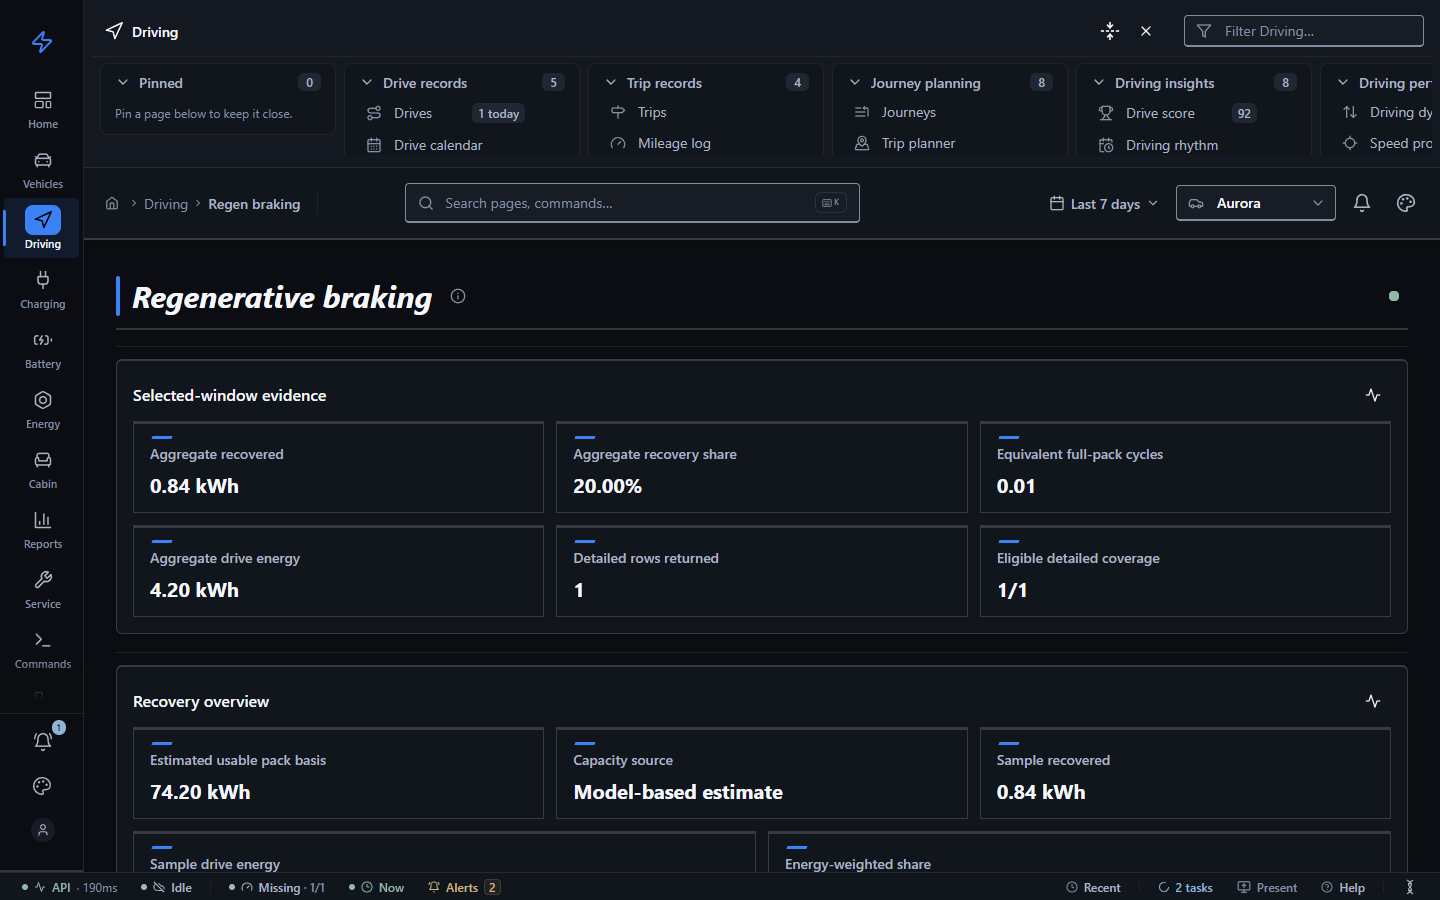 Driving
Filter Driving...
Pinned 0
Pin a page below to keep it close.
Drive records 5
Drives 1 today
Drive calendar
Trip records 4
Trips
Mileage log
Journey planning 8
Journeys
Trip planner
Driving insights 8
Drive score 92
Driving rhythm
Driving per
Driving dy
Speed pro
Home
Vehicles
Driving
Charging
Battery
Energy
Cabin
Reports
Service
Commands
1
Driving
Regen braking
Search pages, commands...
K
Last 7 days
Aurora
Regenerative braking
Selected-window evidence
Aggregate recovered
0.84 kWh
Aggregate recovery share
20.00%
Equivalent full-pack cycles
0.01
Aggregate drive energy
4.20 kWh
Detailed rows returned
1
Eligible detailed coverage
1/1
Recovery overview
Estimated usable pack basis
74.20 kWh
Capacity source
Model-based estimate
Sample recovered
0.84 kWh
Sample drive energy
Energy-weighted share
API · 190ms
Idle
Missing · 1/1
Now
Alerts 2
Recent
2 tasks
Present
Help